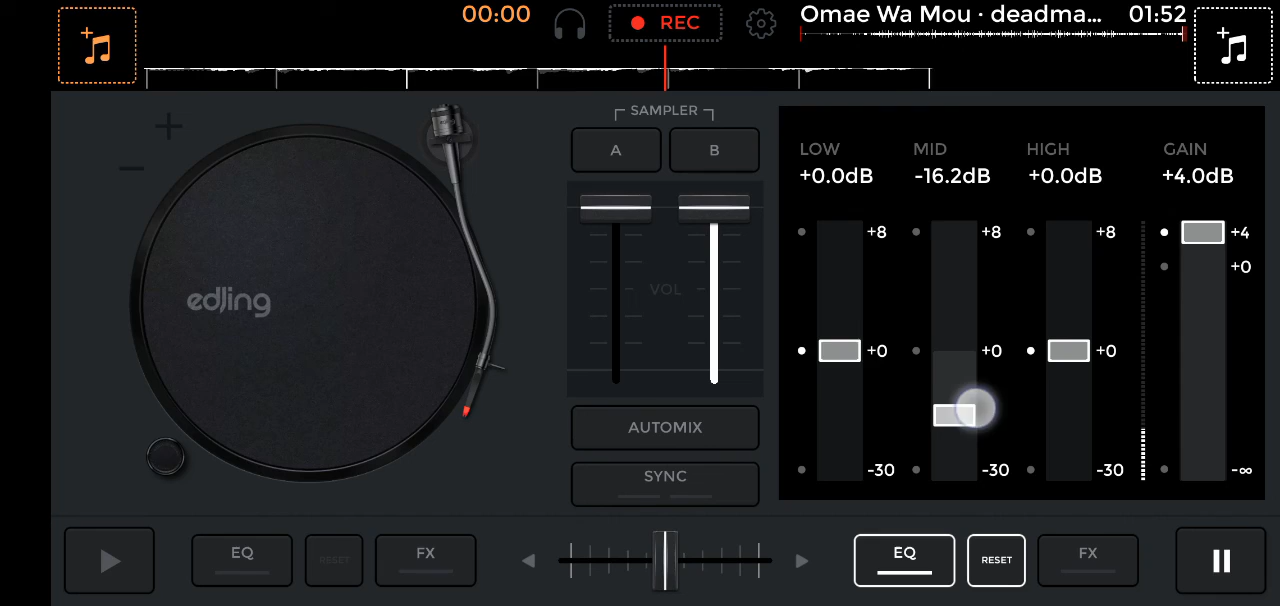 00:00
REC
Omae Wa Mou · deadma... 01:52
SAMPLER
A B
LOW MID HIGH GAIN
+0.0dB -16.2dB +0.0dB +4.0dB
+8 +8 +8 +4
+0
edjing
VOL
+0 +0 +0
AUTOMIX
-30 -30 -30 -∞
SYNC
EQ RESET FX EQ RESET FX